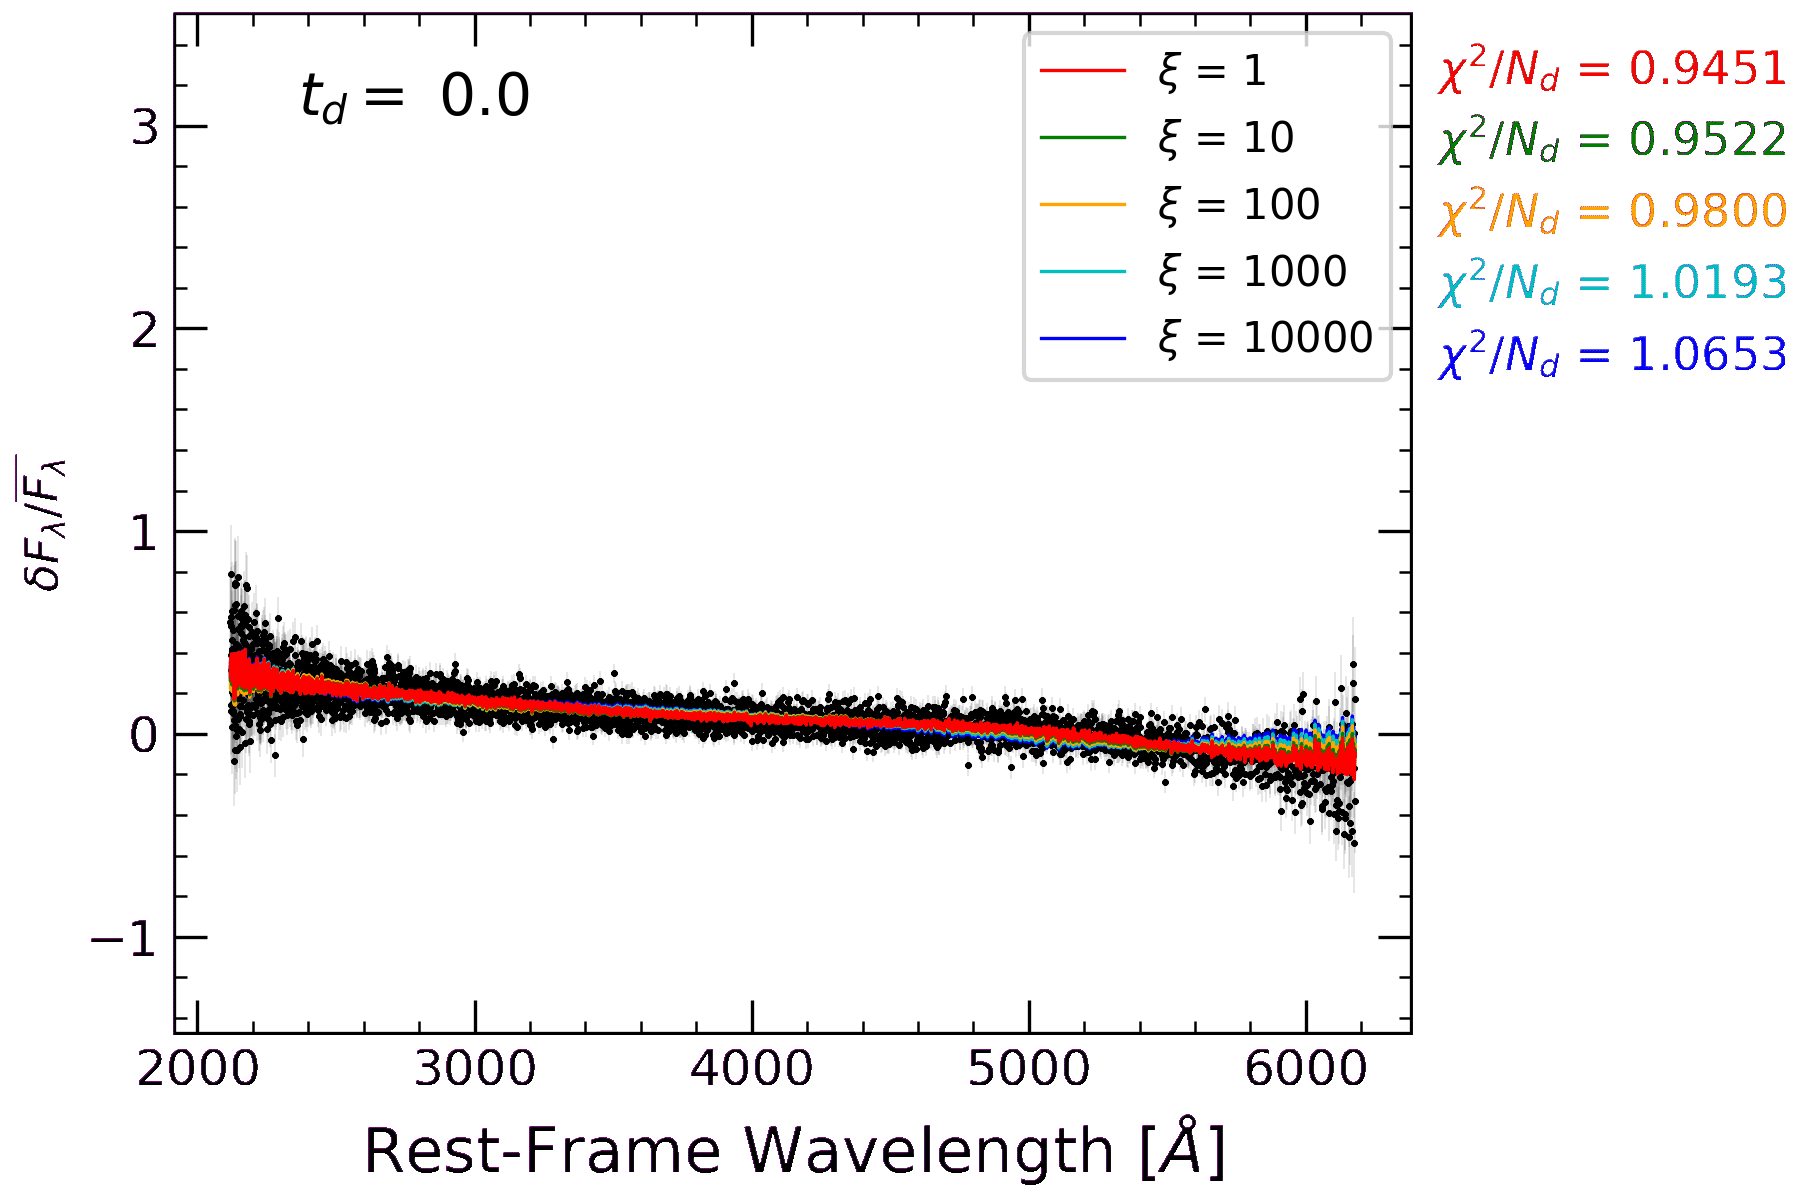 t_d = 0.0
ξ = 1
ξ = 10
ξ = 100
ξ = 1000
ξ = 10000
χ²/N_d = 0.9451
χ²/N_d = 0.9522
χ²/N_d = 0.9800
χ²/N_d = 1.0193
χ²/N_d = 1.0653
δF_λ/F̅_λ
3
2
1
0
−1
2000 3000 4000 5000 6000
Rest-Frame Wavelength [Å]